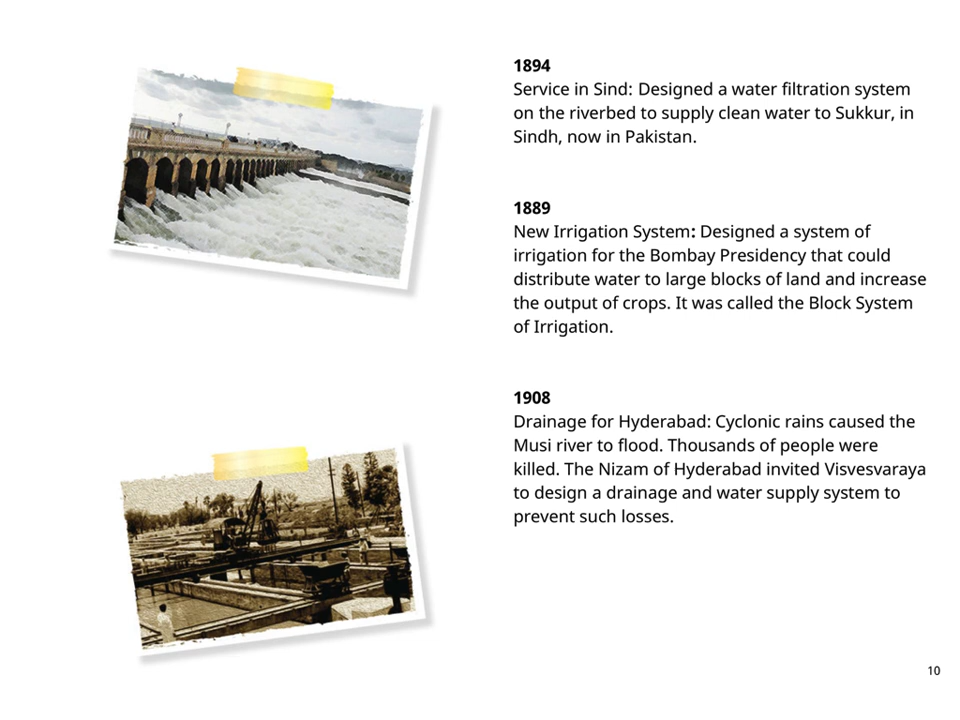 1894
Service in Sind: Designed a water filtration system
on the riverbed to supply clean water to Sukkur, in
Sindh, now in Pakistan.
1889
New Irrigation System: Designed a system of
irrigation for the Bombay Presidency that could
distribute water to large blocks of land and increase
the output of crops. It was called the Block System
of Irrigation.
1908
Drainage for Hyderabad: Cyclonic rains caused the
Musi river to flood. Thousands of people were
killed. The Nizam of Hyderabad invited Visvesvaraya
to design a drainage and water supply system to
prevent such losses.
10